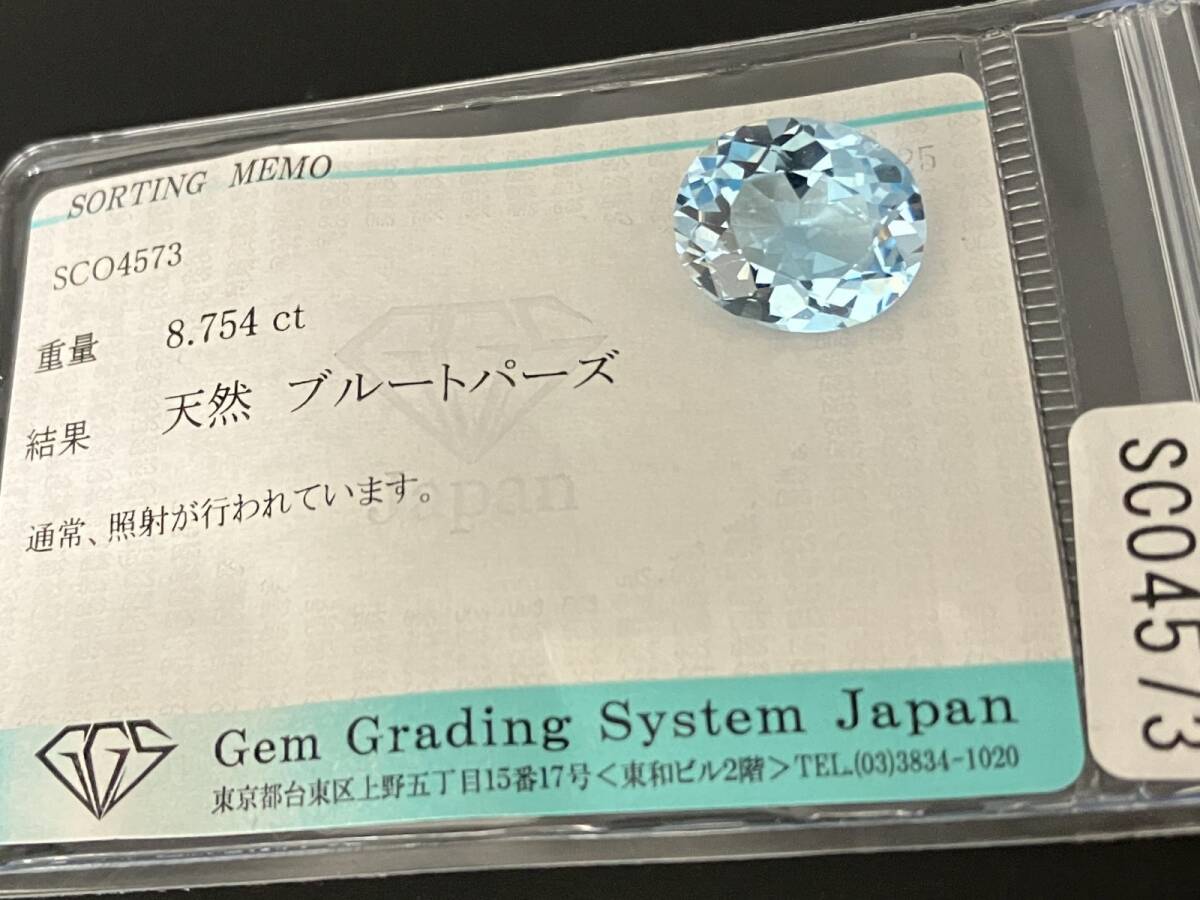 SORTING MEMO
SCO4573
重量 8.754 ct
結果 天然 ブルートパーズ
通常、照射が行われています。
Japan
GGS
Gem Grading System Japan
東京都台東区上野五丁目15番17号<東和ビル2階>TEL.(03)3834-1020
SCO4573